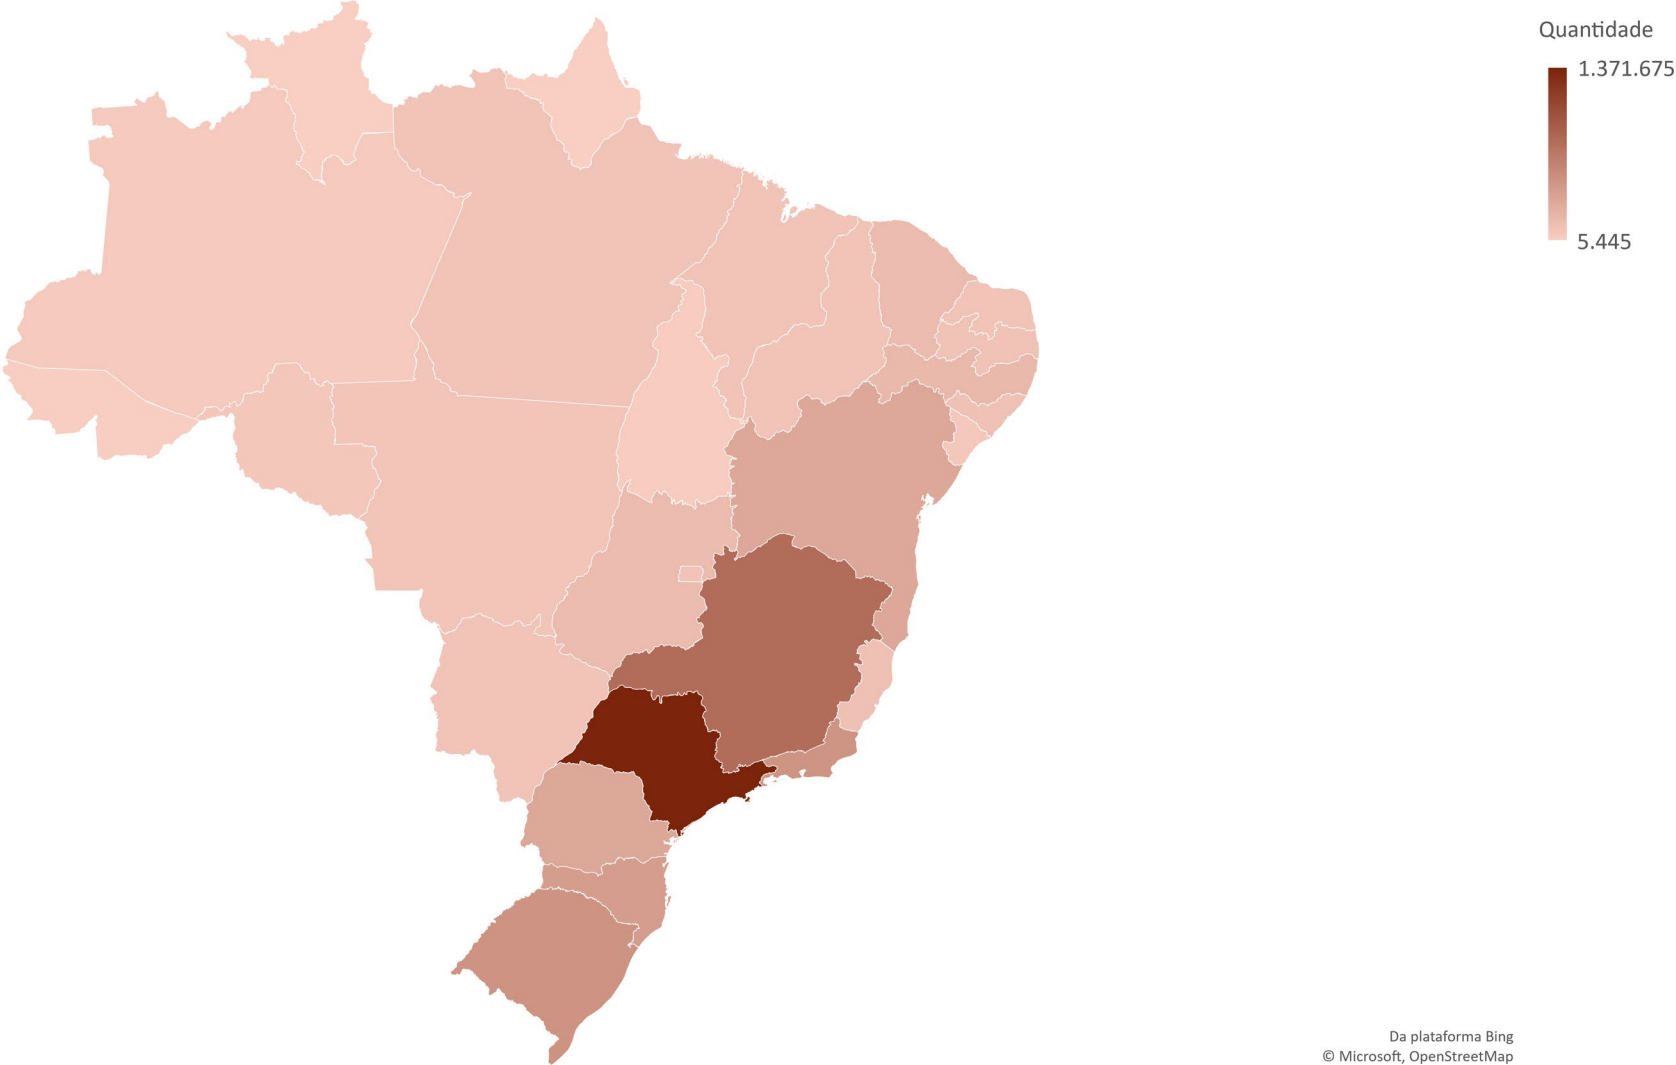 Quantidade
1.371.675
5.445
Da plataforma Bing
© Microsoft, OpenStreetMap